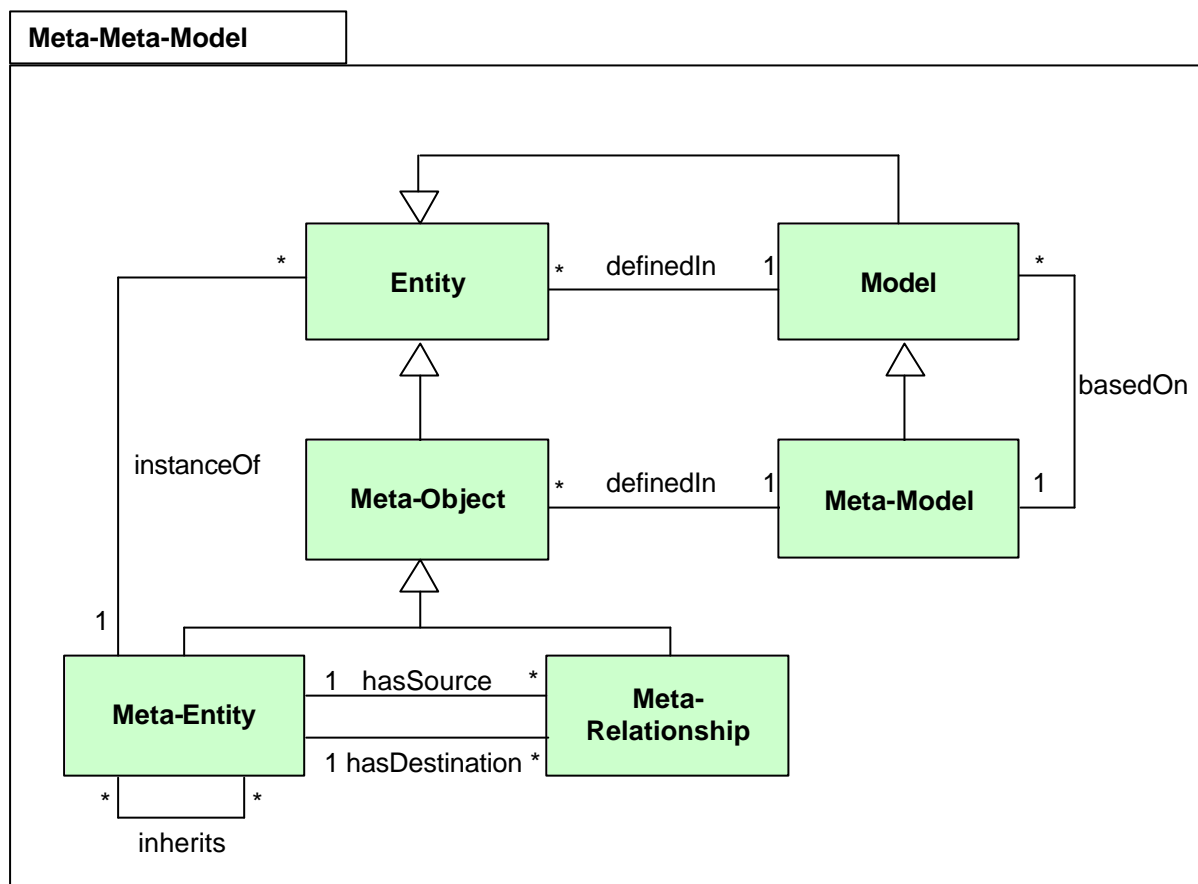 Meta-Meta-Model
* Entity * definedIn 1 Model *
basedOn
instanceOf
Meta-Object * definedIn 1 Meta-Model 1
1
Meta-Entity
1 hasSource *
Meta-
Relationship
1 hasDestination *
* *
inherits